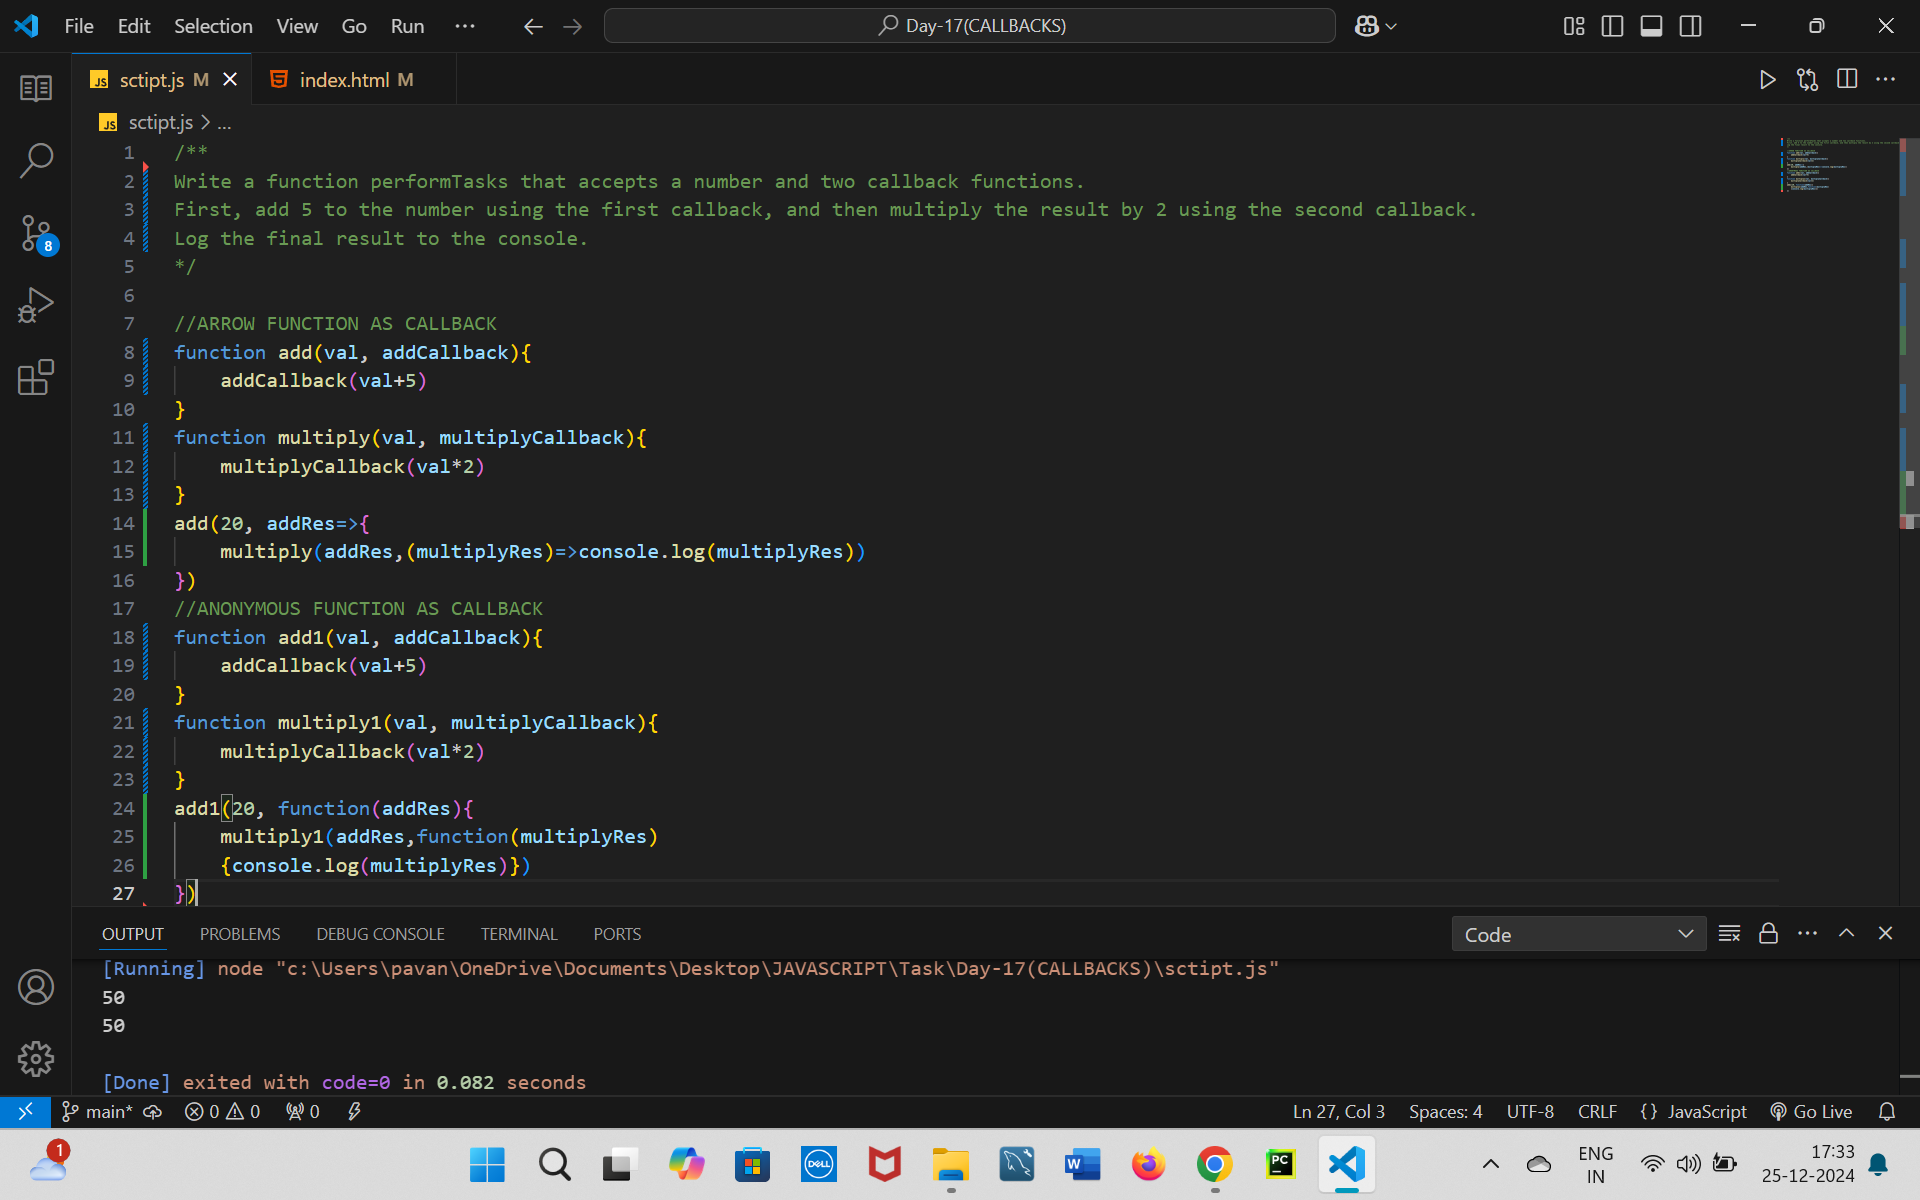 File Edit Selection View Go Run ... Day-17(CALLBACKS)
JS sctipt.js M index.html M
JS sctipt.js > ...
1 /**
2 Write a function performTasks that accepts a number and two callback functions.
3 First, add 5 to the number using the first callback, and then multiply the result by 2 using the second callback.
4 Log the final result to the console.
5 */
6
7 //ARROW FUNCTION AS CALLBACK
8 function add(val, addCallback){
9     addCallback(val+5)
10 }
11 function multiply(val, multiplyCallback){
12     multiplyCallback(val*2)
13 }
14 add(20, addRes=>{
15     multiply(addRes,(multiplyRes)=>console.log(multiplyRes))
16 })
17 //ANONYMOUS FUNCTION AS CALLBACK
18 function add1(val, addCallback){
19     addCallback(val+5)
20 }
21 function multiply1(val, multiplyCallback){
22     multiplyCallback(val*2)
23 }
24 add1(20, function(addRes){
25     multiply1(addRes,function(multiplyRes)
26     {console.log(multiplyRes)})
27 })
8
OUTPUT PROBLEMS DEBUG CONSOLE TERMINAL PORTS Code
[Running] node "c:\Users\pavan\OneDrive\Documents\Desktop\JAVASCRIPT\Task\Day-17(CALLBACKS)\sctipt.js"
50
50
[Done] exited with code=0 in 0.082 seconds
main* 0 0 0 Ln 27, Col 3 Spaces: 4 UTF-8 CRLF {} JavaScript Go Live
1 DELL W PC ENG 17:33
IN 25-12-2024